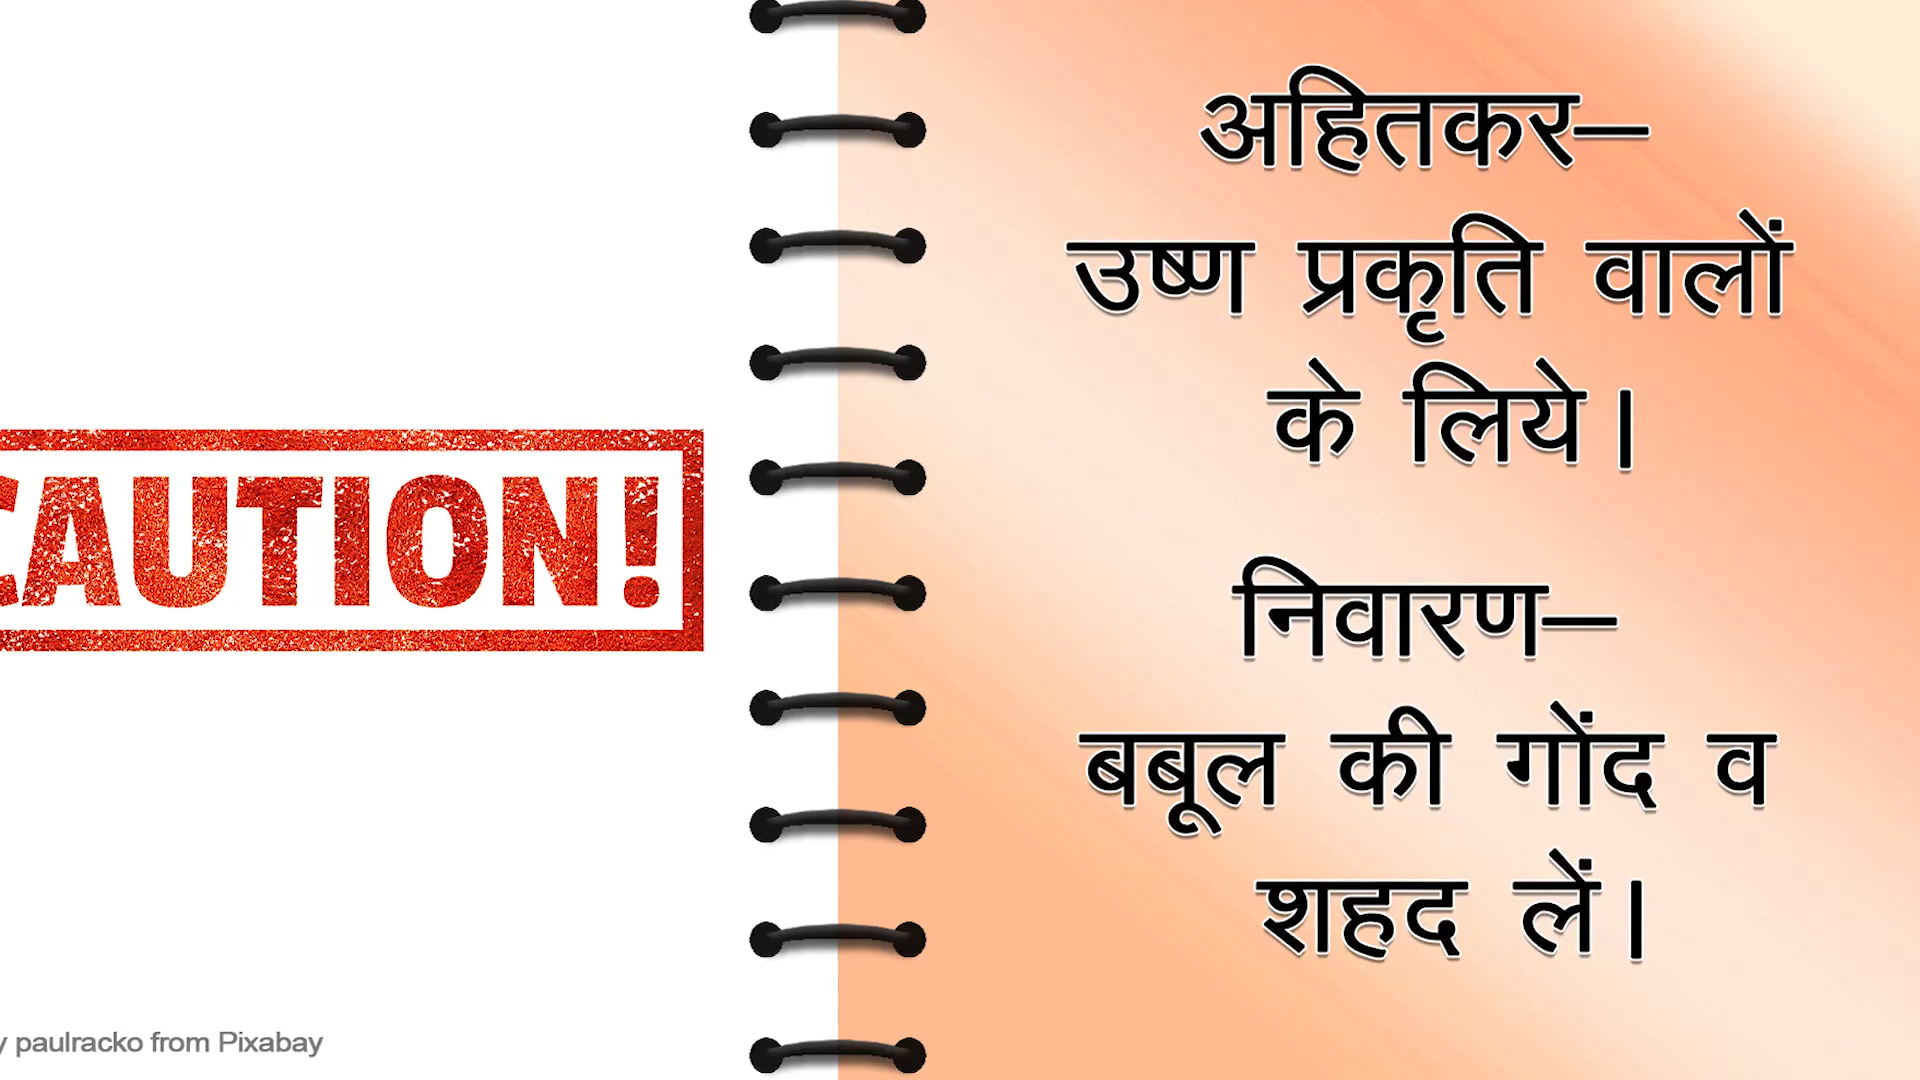 CAUTION!
y paulracko from Pixabay
अहितकर—
उष्ण प्रकृति वालों
के लिये।
निवारण—
बबूल की गोंद व
शहद लें।